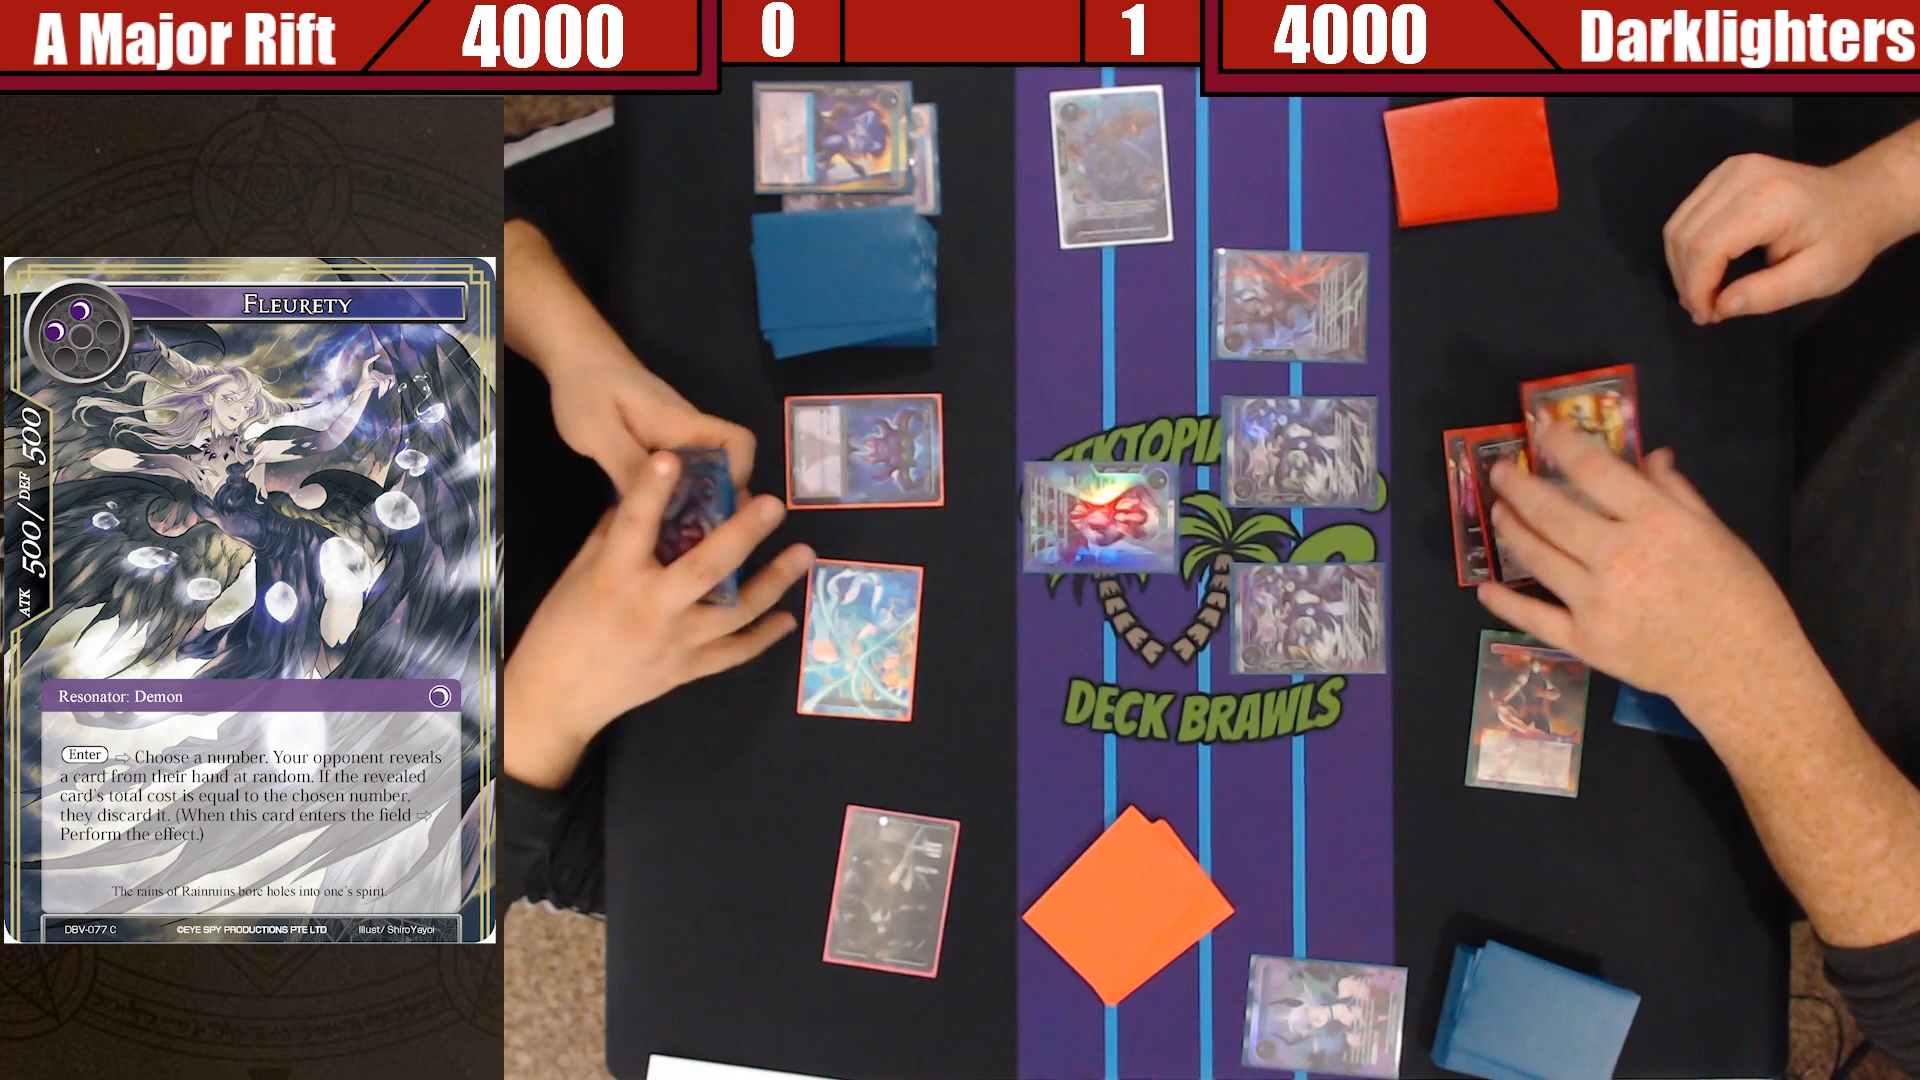 A Major Rift
4000
0
1
4000
Darklighters
FLEURETY
ATK 500 / DEF 500
Resonator: Demon
Enter ⇨ Choose a number. Your opponent reveals
a card from their hand at random. If the revealed
card's total cost is equal to the chosen number,
they discard it. (When this card enters the field ⇨
Perform the effect.)
The rains of Rainruins bore holes into one's spirit.
DBV-077 C
©EYE SPY PRODUCTIONS PTE LTD
Illust/ ShiroYayoi
DECK BRAWLS